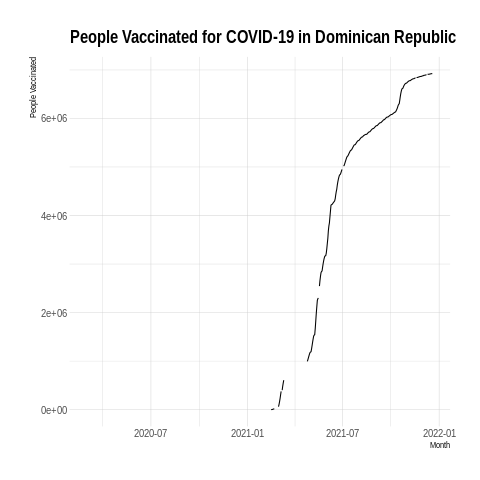 People Vaccinated for COVID-19 in Dominican Republic
People Vaccinated
6e+06
4e+06
2e+06
0e+00
2020-07 2021-01 2021-07 2022-01
Month